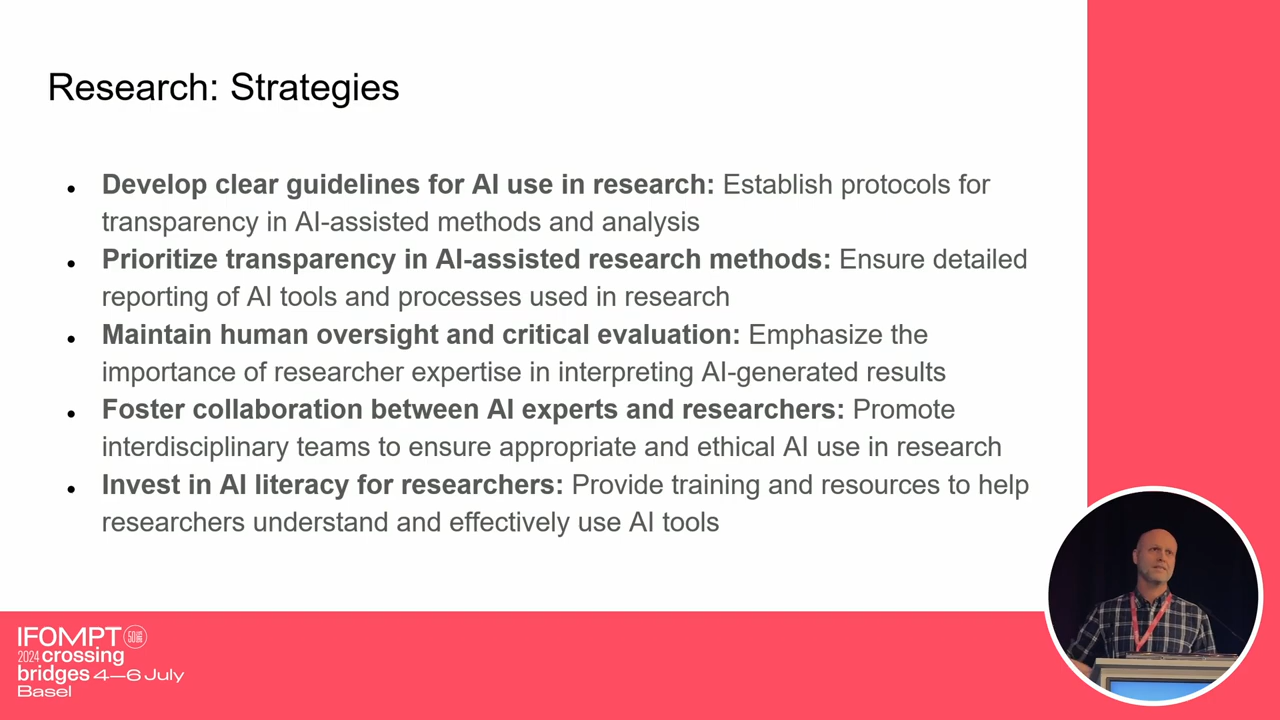 Research: Strategies
Develop clear guidelines for AI use in research: Establish protocols for
transparency in AI-assisted methods and analysis
Prioritize transparency in AI-assisted research methods: Ensure detailed
reporting of AI tools and processes used in research
Maintain human oversight and critical evaluation: Emphasize the
importance of researcher expertise in interpreting AI-generated results
Foster collaboration between AI experts and researchers: Promote
interdisciplinary teams to ensure appropriate and ethical AI use in research
Invest in AI literacy for researchers: Provide training and resources to help
researchers understand and effectively use AI tools
IFOMPT
2024 crossing
bridges 4—6 July
Basel